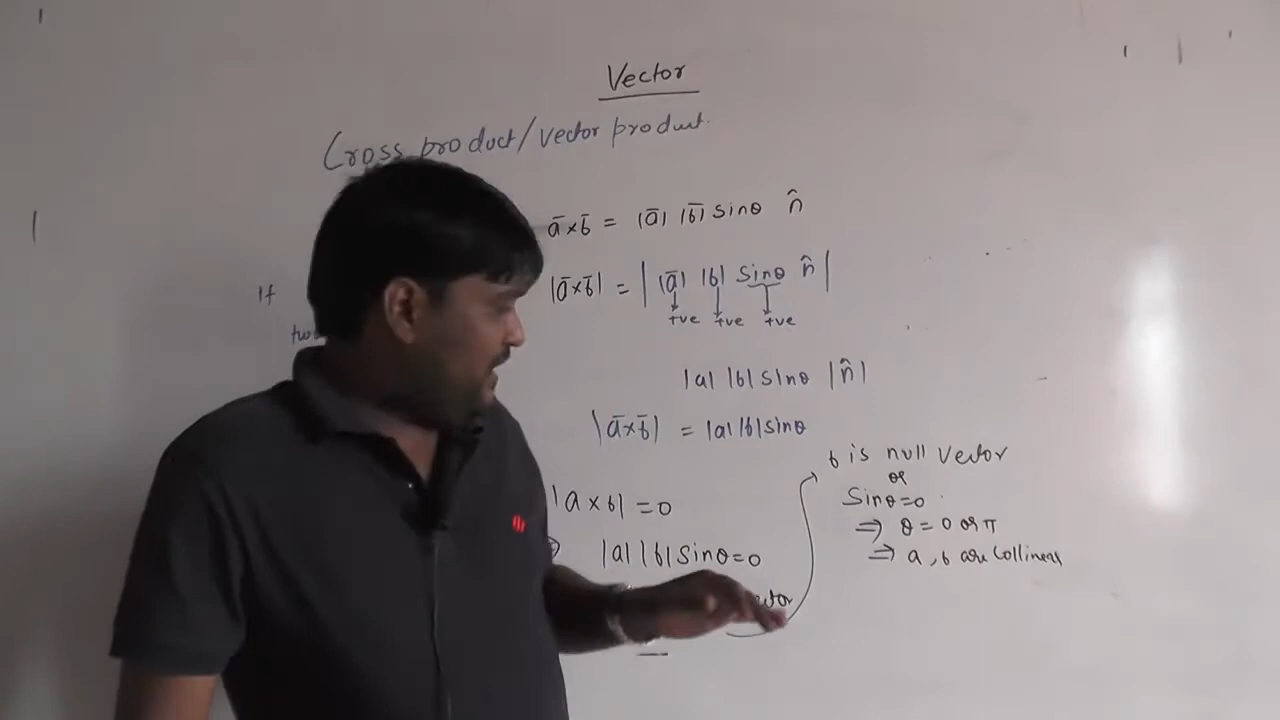 Vector
Cross product/vector product.
a̅×b̅ = |a̅| |b̅| sinθ n̂
If
|a̅×b̅| = | |a̅| |b| sinθ n̂ |
+ve +ve +ve
|a| |b| sinθ |n̂|
|a̅×b̅| = |a| |b| sinθ
b is null vector
or
|a×b| = 0
sinθ=0
⇒ θ = 0 or π
|a| |b| sinθ=0
⇒ a, b are